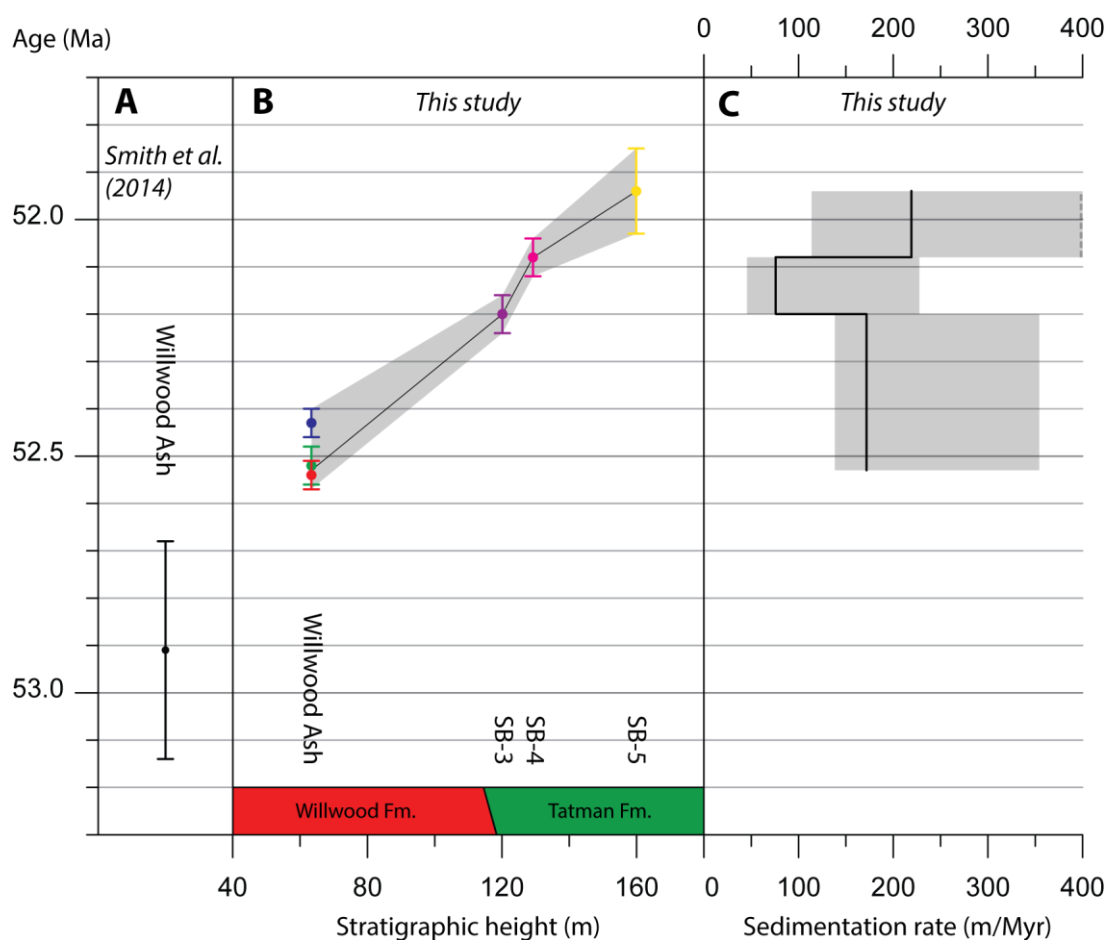 0 100 200 300 400
Age (Ma)
A B This study C This study
Smith et al.
(2014)
52.0
Willwood Ash
52.5
53.0
Willwood Ash
SB-3
SB-4
SB-5
Willwood Fm. Tatman Fm.
40 80 120 160 0 100 200 300 400
Stratigraphic height (m) Sedimentation rate (m/Myr)